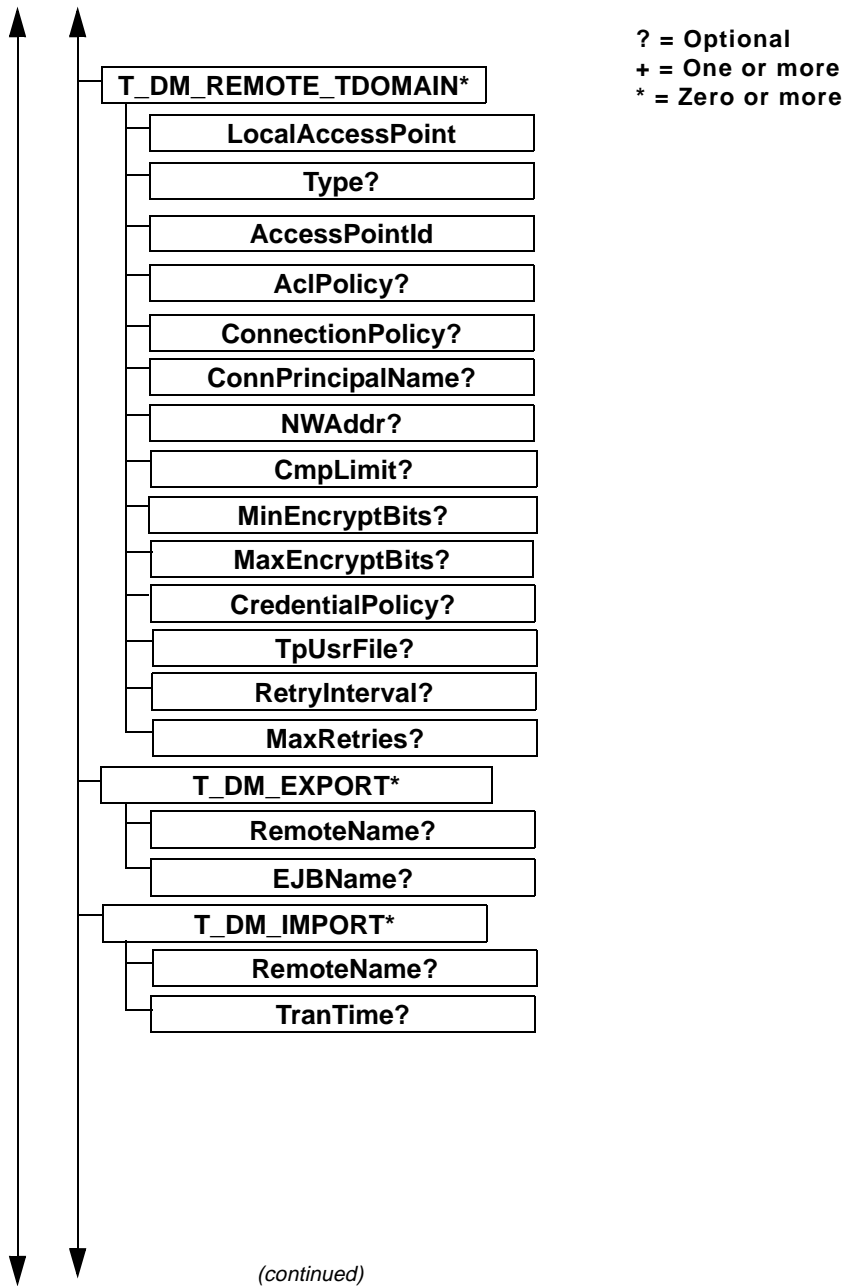 ? = Optional
+ = One or more
* = Zero or more
T_DM_REMOTE_TDOMAIN*
LocalAccessPoint
Type?
AccessPointId
AclPolicy?
ConnectionPolicy?
ConnPrincipalName?
NWAddr?
CmpLimit?
MinEncryptBits?
MaxEncryptBits?
CredentialPolicy?
TpUsrFile?
RetryInterval?
MaxRetries?
T_DM_EXPORT*
RemoteName?
EJBName?
T_DM_IMPORT*
RemoteName?
TranTime?
(continued)